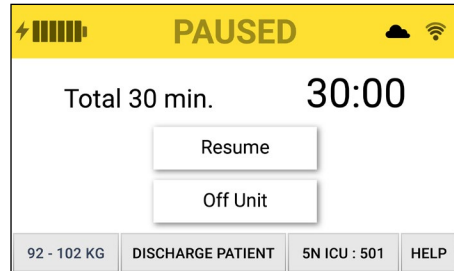 PAUSED
Total 30 min. 30:00
Resume
Off Unit
92 - 102 KG DISCHARGE PATIENT 5N ICU : 501 HELP